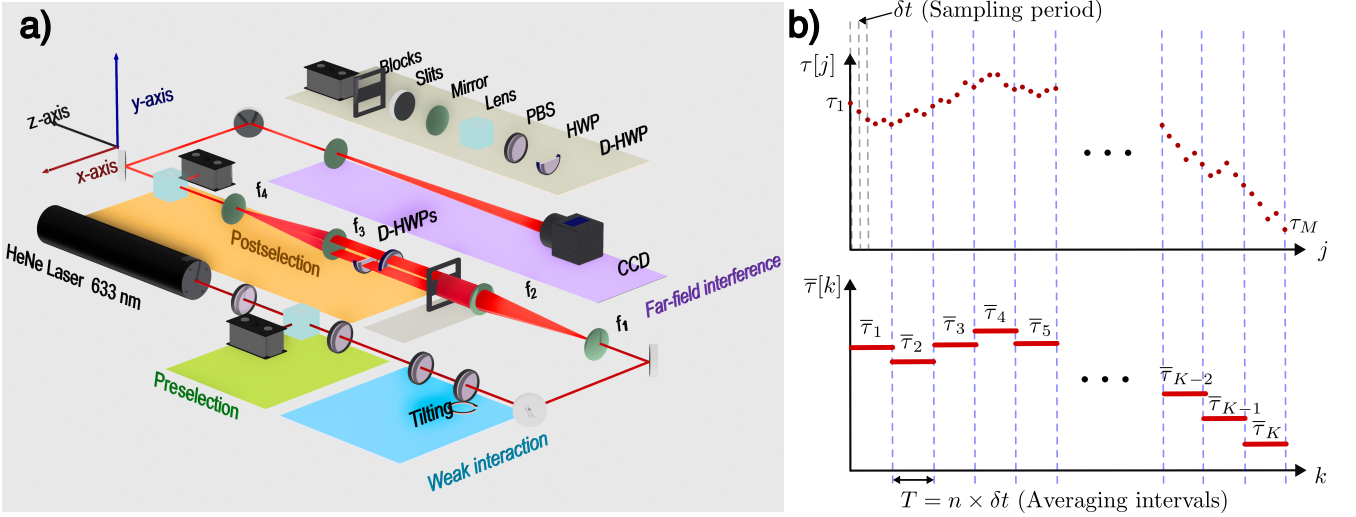 a)
y-axis
z-axis
x-axis
Blocks
Slits
Mirror
Lens
PBS
HWP
D-HWP
f₄
f₃
D-HWPs
Postselection
CCD
Far-field interference
f₂
f₁
HeNe Laser 633 nm
Preselection
Tilting
Weak interaction
b)
δt (Sampling period)
τ[j]
τ₁
τ_M
j
τ̅[k]
τ̅₁
τ̅₂
τ̅₃
τ̅₄
τ̅₅
τ̅_{K−2}
τ̅_{K−1}
τ̅_K
k
T = n × δt (Averaging intervals)